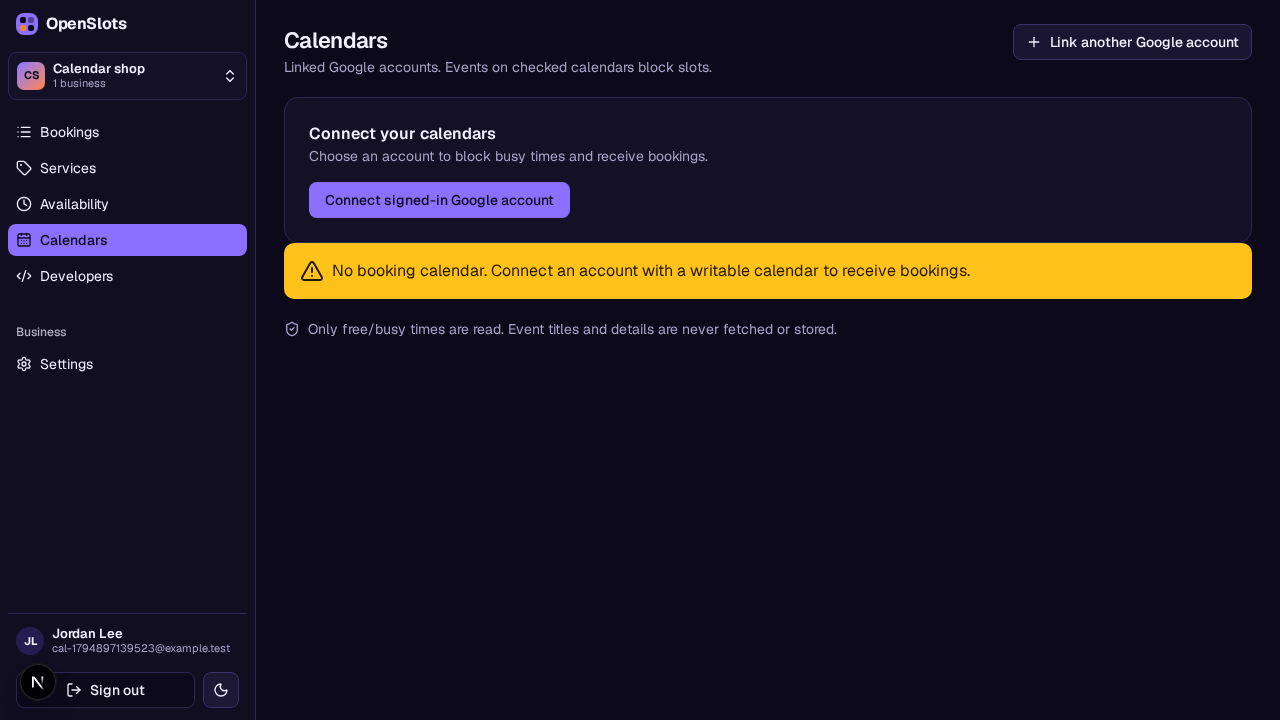 OpenSlots
CS
Calendar shop
1 business
Bookings
Services
Availability
Calendars
Developers
Business
Settings
JL
Jordan Lee
cal-1794897139523@example.test
N
Sign out
Calendars
Linked Google accounts. Events on checked calendars block slots.
Link another Google account
Connect your calendars
Choose an account to block busy times and receive bookings.
Connect signed-in Google account
No booking calendar. Connect an account with a writable calendar to receive bookings.
Only free/busy times are read. Event titles and details are never fetched or stored.